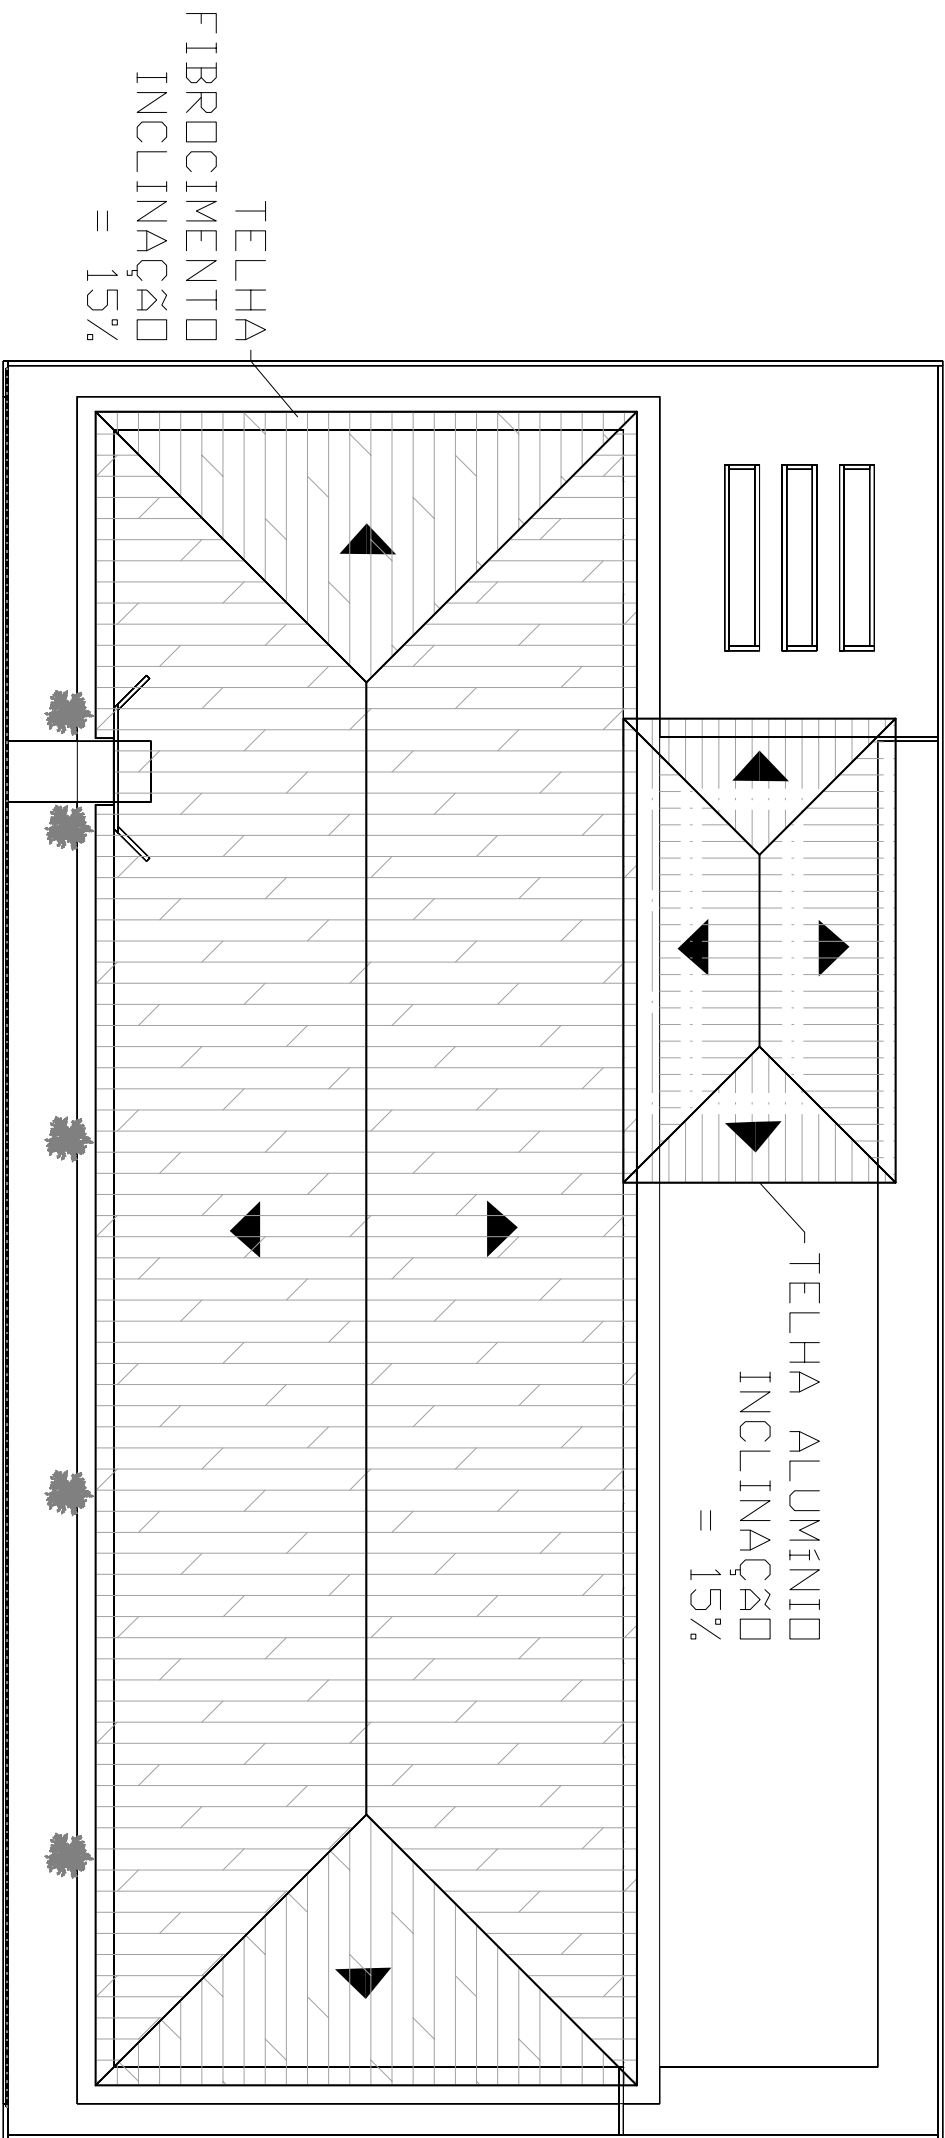 TELHA
FIBROCIMENTO
INCLINAÇÃO
= 15%
TELHA ALUMÍNIO
INCLINAÇÃO
= 15%